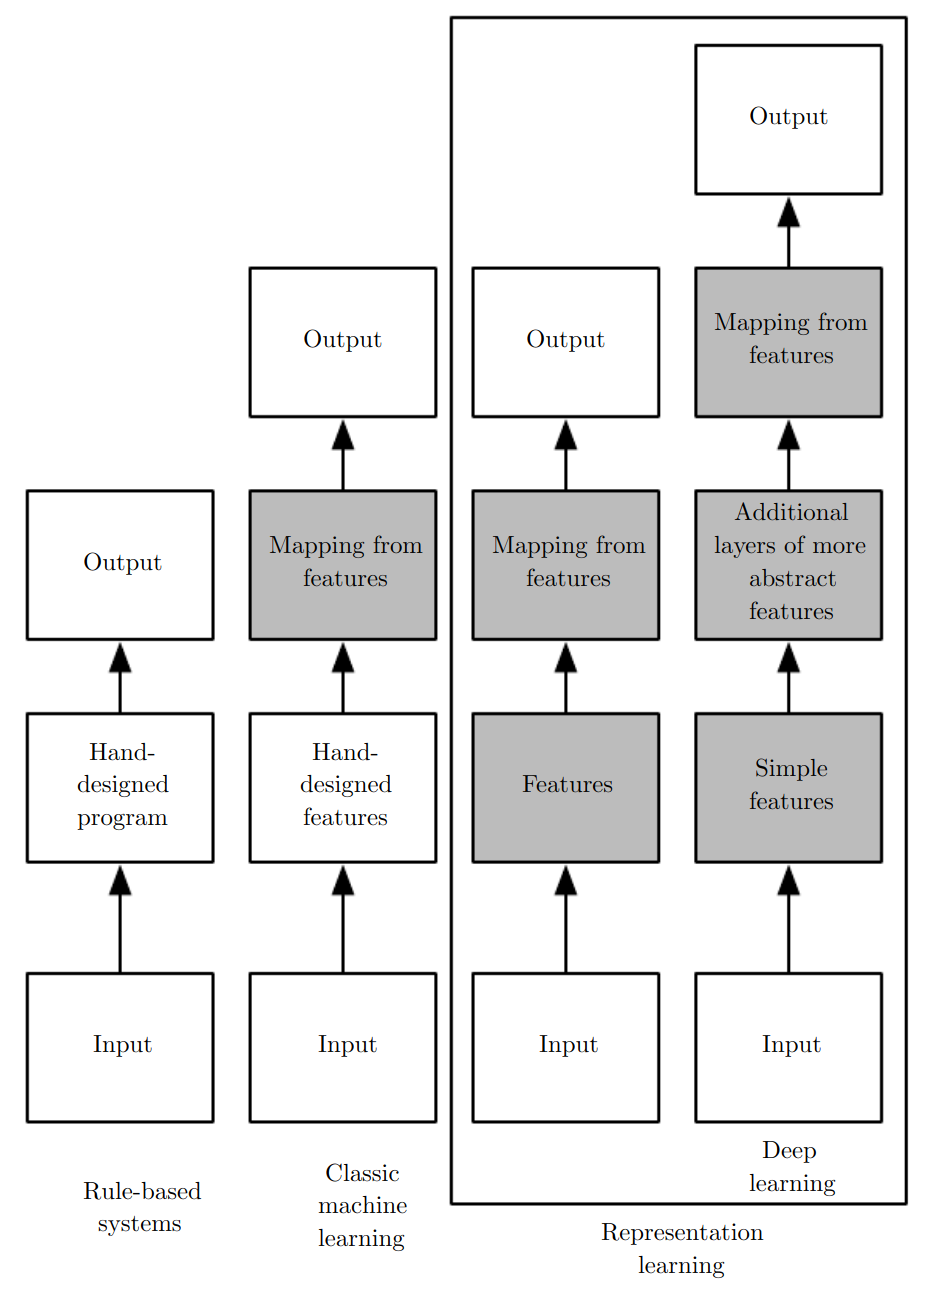 Output
Output
Output
Mapping from
features
Output
Mapping from
features
Mapping from
features
Additional
layers of more
abstract
features
Hand-
designed
program
Hand-
designed
features
Features
Simple
features
Input
Input
Input
Input
Rule-based
systems
Classic
machine
learning
Deep
learning
Representation
learning